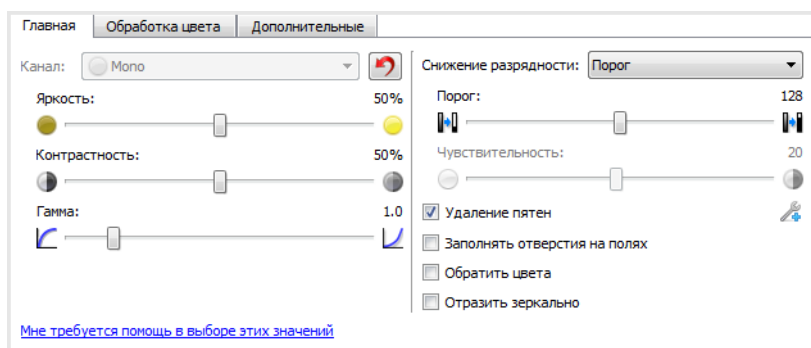 Главная Обработка цвета Дополнительные
Канал: Mono
Яркость: 50%
Контрастность: 50%
Гамма: 1.0
Мне требуется помощь в выборе этих значений
Снижение разрядности: Порог
Порог: 128
Чувствительность: 20
Удаление пятен
Заполнять отверстия на полях
Обратить цвета
Отразить зеркально